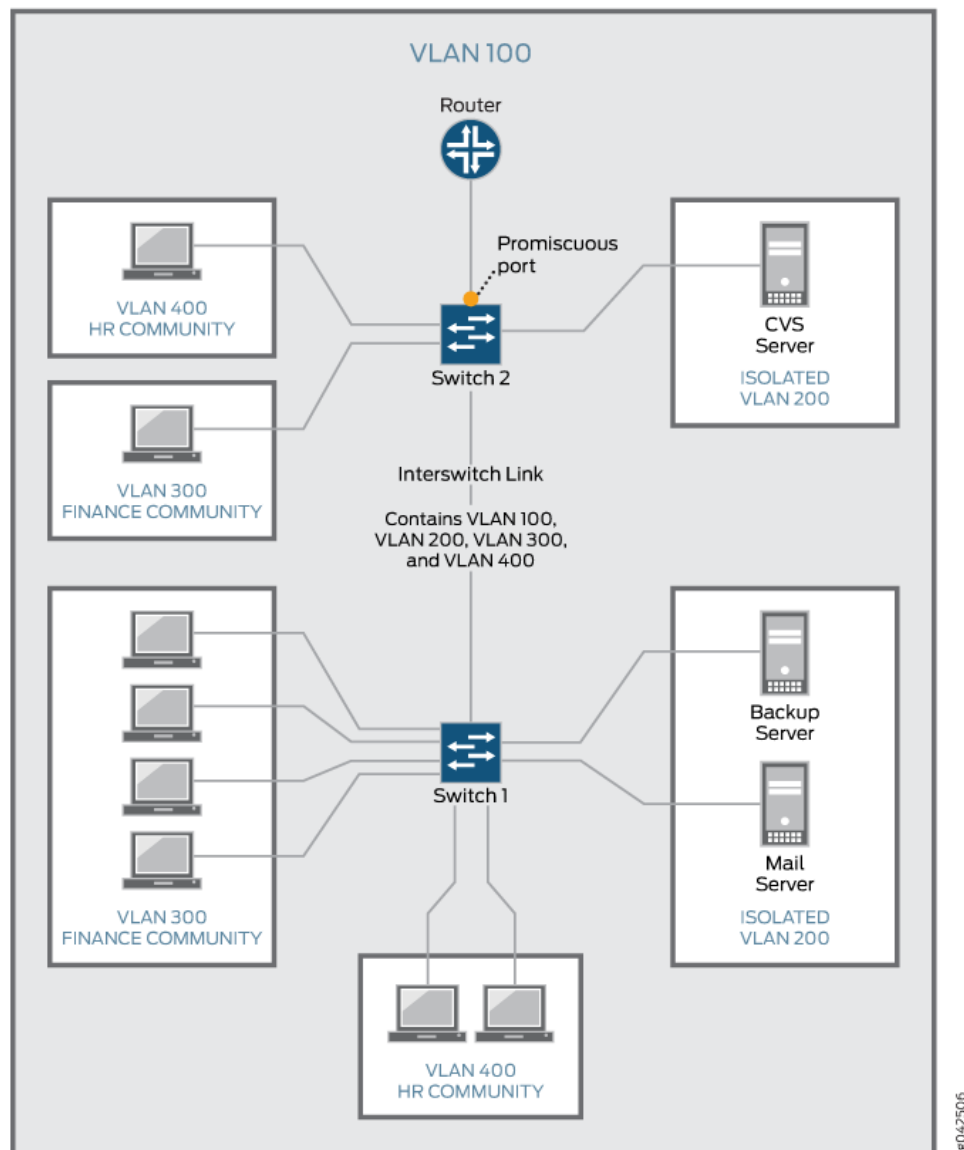 VLAN 100
Router
Promiscuous
port
VLAN 400
HR COMMUNITY
Switch 2
CVS
Server
ISOLATED
VLAN 200
VLAN 300
FINANCE COMMUNITY
Interswitch Link
Contains VLAN 100,
VLAN 200, VLAN 300,
and VLAN 400
Backup
Server
Switch 1
Mail
Server
VLAN 300
FINANCE COMMUNITY
ISOLATED
VLAN 200
VLAN 400
HR COMMUNITY
g042506